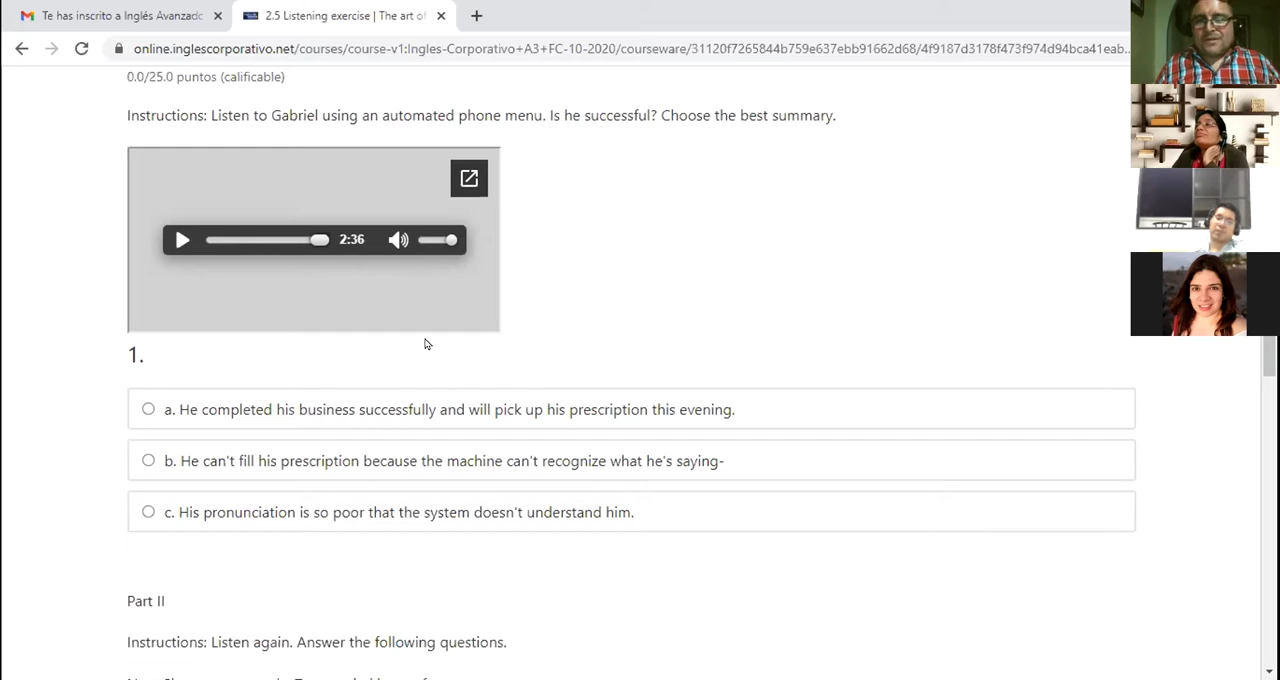 Te has inscrito a Inglés Avanzado
2.5 Listening exercise | The art of
online.inglescorporativo.net/courses/course-v1:Ingles-Corporativo+A3+FC-10-2020/courseware/31120f7265844b759e637ebb91662d68/4f9187d3178f473f974d94bca41eab...
0.0/25.0 puntos (calificable)
Instructions: Listen to Gabriel using an automated phone menu. Is he successful? Choose the best summary.
2:36
1.
a. He completed his business successfully and will pick up his prescription this evening.
b. He can't fill his prescription because the machine can't recognize what he's saying-
c. His pronunciation is so poor that the system doesn't understand him.
Part II
Instructions: Listen again. Answer the following questions.